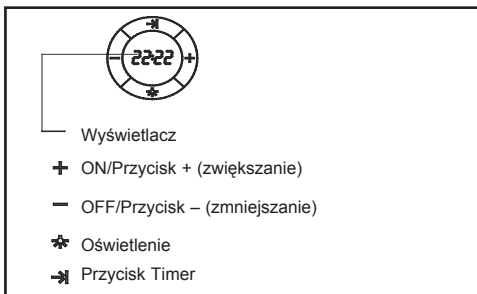 22:22
Wyświetlacz
+ ON/Przycisk + (zwiększanie)
– OFF/Przycisk – (zmniejszanie)
Oświetlenie
Przycisk Timer